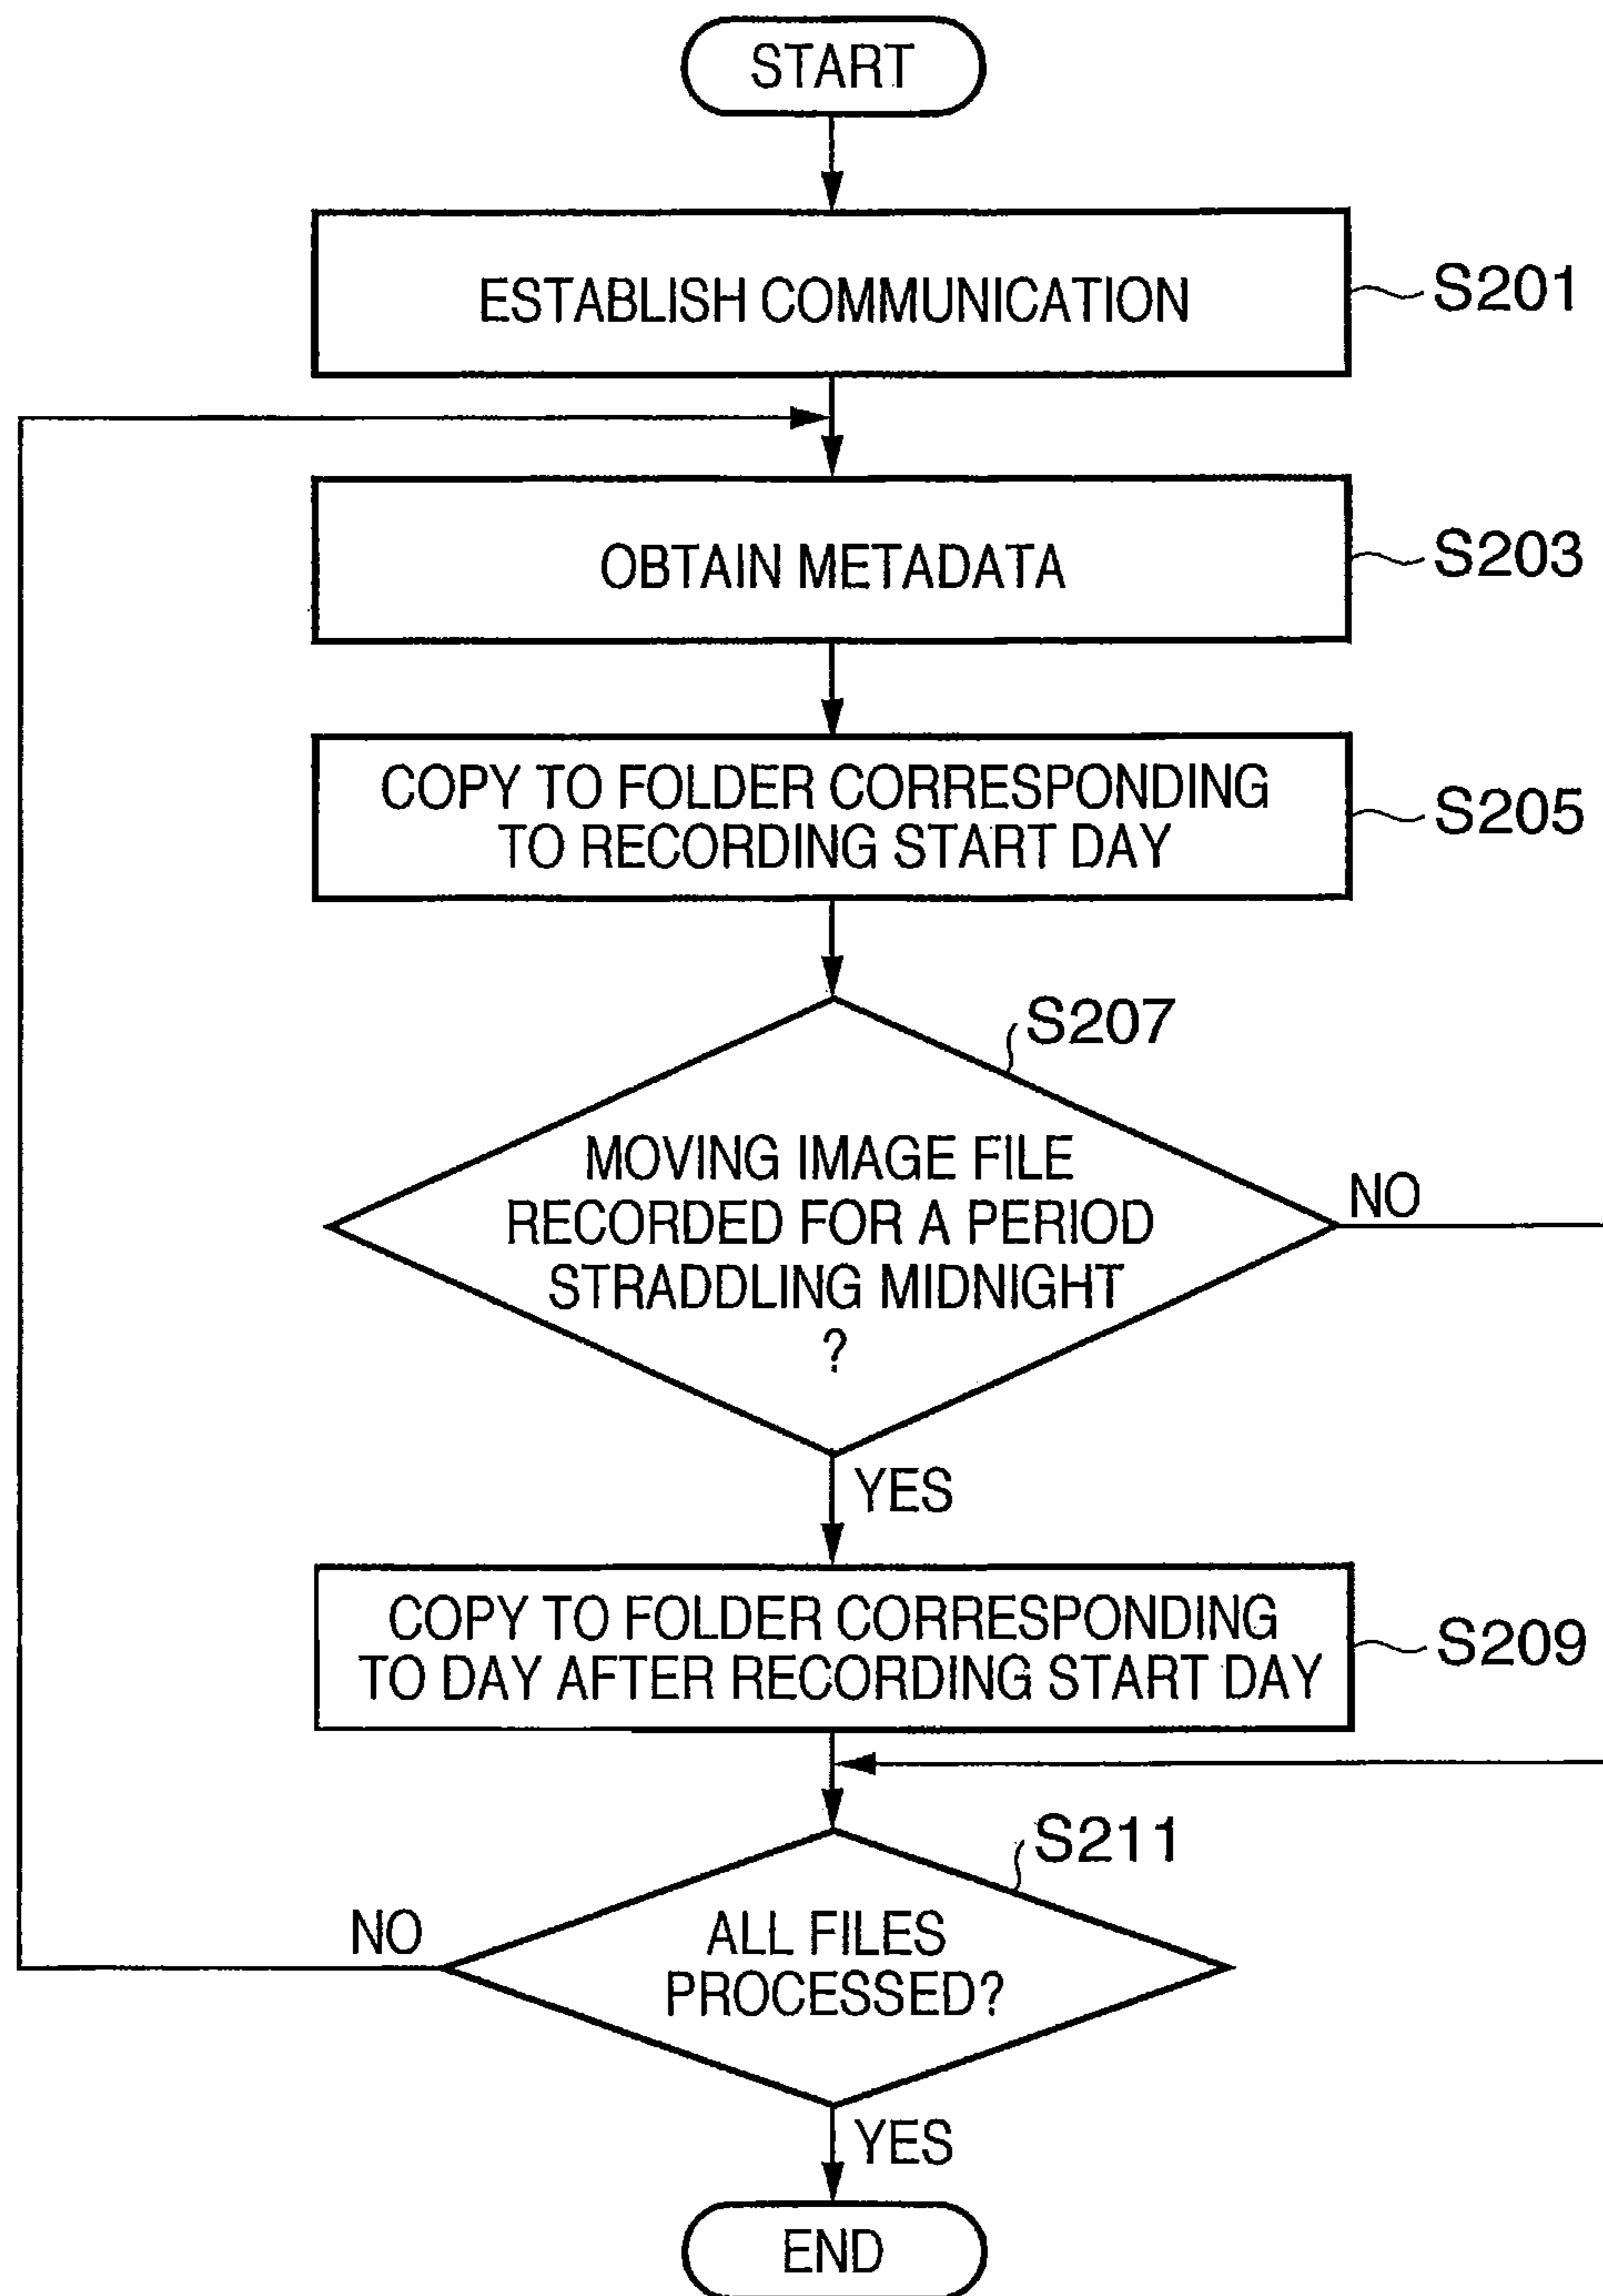 START
ESTABLISH COMMUNICATION
S201
OBTAIN METADATA
S203
COPY TO FOLDER CORRESPONDING
TO RECORDING START DAY
S205
S207
MOVING IMAGE FILE
RECORDED FOR A PERIOD
STRADDLING MIDNIGHT
?
NO
YES
COPY TO FOLDER CORRESPONDING
TO DAY AFTER RECORDING START DAY
S209
S211
ALL FILES
PROCESSED?
NO
YES
END